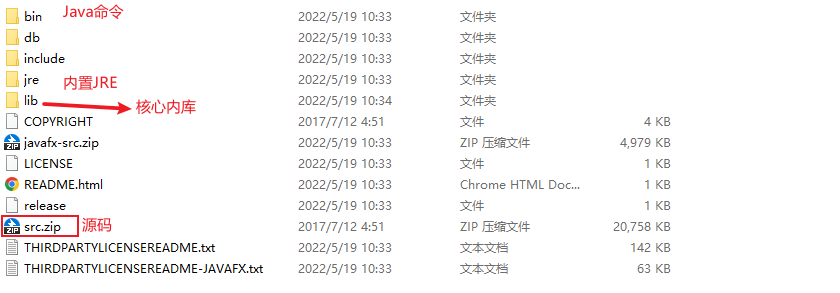 bin Java命令 2022/5/19 10:33 文件夹
db 2022/5/19 10:33 文件夹
include 2022/5/19 10:33 文件夹
jre 内置JRE 2022/5/19 10:33 文件夹
lib 核心内库 2022/5/19 10:34 文件夹
COPYRIGHT 2017/7/12 4:51 文件 4 KB
javafx-src.zip 2022/5/19 10:33 ZIP 压缩文件 4,979 KB
LICENSE 2022/5/19 10:33 文件 1 KB
README.html 2022/5/19 10:33 Chrome HTML Doc... 1 KB
release 2022/5/19 10:33 文件 1 KB
src.zip 源码 2017/7/12 4:51 ZIP 压缩文件 20,758 KB
THIRDPARTYLICENSEREADME.txt 2022/5/19 10:33 文本文档 142 KB
THIRDPARTYLICENSEREADME-JAVAFX.txt 2022/5/19 10:33 文本文档 63 KB